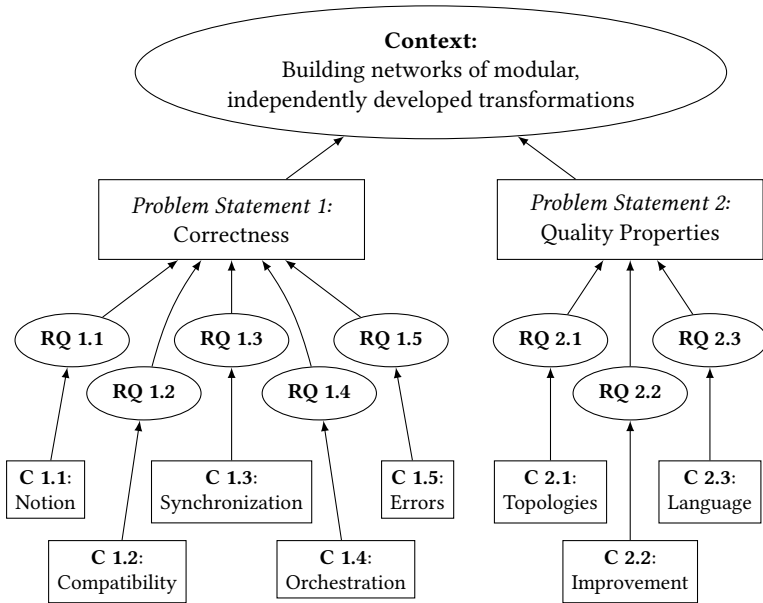 Context:
Building networks of modular,
independently developed transformations
Problem Statement 1:
Correctness
Problem Statement 2:
Quality Properties
RQ 1.1
RQ 1.2
RQ 1.3
RQ 1.4
RQ 1.5
RQ 2.1
RQ 2.2
RQ 2.3
C 1.1:
Notion
C 1.2:
Compatibility
C 1.3:
Synchronization
C 1.4:
Orchestration
C 1.5:
Errors
C 2.1:
Topologies
C 2.2:
Improvement
C 2.3:
Language